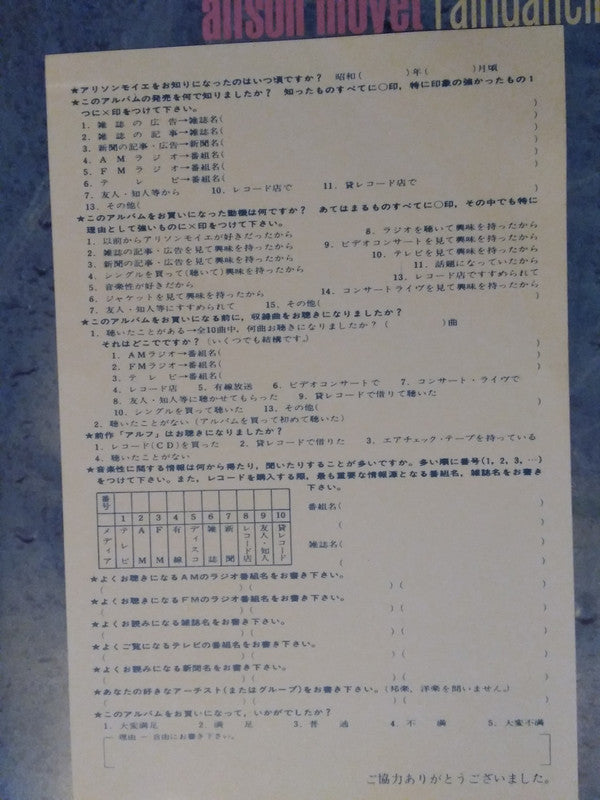 alison moyet raindanc
★アリソンモイエをお知りになったのはいつ頃ですか？ 昭和(　　)年(　　)月頃
★このアルバムの発売を何で知りましたか？ 知ったものすべてに○印，特に印象の強かったもの1
つに×印をつけて下さい。
1．雑誌の広告→雑誌名(　　)
2．雑誌の記事→雑誌名(　　)
3．新聞の記事・広告→新聞名(　　)
4．AMラジオ→番組名(　　)
5．FMラジオ→番組名(　　)
6．テレビ→番組名(　　)
7．友人・知人等から　10．レコード店で　11．貸レコード店で
13．その他(　　)
★このアルバムをお買いになった動機は何ですか？ あてはまるものすべてに○印，その中でも特に
理由として強いものに×印をつけて下さい。
1．以前からアリソンモイエが好きだったから　8．ラジオを聴いて興味を持ったから
2．雑誌の記事・広告を見て興味を持ったから　9．ビデオコンサートを見て興味を持ったから
3．新聞の記事・広告を見て興味を持ったから　10．テレビを見て興味を持ったから
4．シングルを買って(聴いて)興味を持ったから　11．話題になっていたから
5．音楽性が好きだから　13．レコード店ですすめられて
6．ジャケットを見て興味を持ったから　14．コンサートライヴを見て興味を持ったから
7．友人・知人等にすすめられて　15．その他(　　)
★このアルバムをお買いになる前に，収録曲をお聴きになりましたか？
1．聴いたことがある→全10曲中，何曲お聴きになりましたか？(　　)曲
それはどこでですか？(いくつでも結構です。)
1．AMラジオ→番組名(　　)
2．FMラジオ→番組名(　　)
3．テレビ→番組名(　　)
4．レコード店　5．有線放送　6．ビデオコンサートで　7．コンサート・ライヴで
8．友人・知人等に聴かせてもらった　9．貸レコード店で借りて聴いた
10．シングルを買って聴いた　13．その他(　　)
2．聴いたことがない(アルバムを買って初めて聴いた)
★前作「アルフ」はお聴きになりましたか？
1．レコード(CD)を買った　2．貸レコード店で借りた　3．エアチェック・テープを持っている
4．聴いたことがない
★音楽性に関する情報は何から得たり，聞いたりすることが多いですか。多い順に番号(1, 2, 3, …)
をつけて下さい。また，レコードを購入する際，最も重要な情報源となる番組名，雑誌名をお書き
下さい。
番号
1 2 3 4 5 6 7 8 9 10
メディア テレビ AM FM 有線 ディスコ 雑誌 新聞 レコード店 友人・知人 貸レコード
番組名(　　)
(　　)
雑誌名(　　)
(　　)
★よくお聴きになるAMのラジオ番組名をお書き下さい。
(　　)(　　)(　　)
★よくお聴きになるFMのラジオ番組名をお書き下さい。
(　　)(　　)(　　)
★よくお読みになる雑誌名をお書き下さい。
(　　)(　　)(　　)
★よくご覧になるテレビの番組名をお書き下さい。
(　　)(　　)(　　)
★よくお読みになる新聞名をお書き下さい。
(　　)(　　)(　　)
★あなたの好きなアーチスト(またはグループ)をお書き下さい。(邦楽，洋楽を問いません。)
(　　)(　　)(　　)
★このアルバムをお買いになって，いかがでしたか？
1．大変満足　2．満足　3．普通　4．不満　5．大変不満
理由－自由にお書き下さい。
ご協力ありがとうございました。